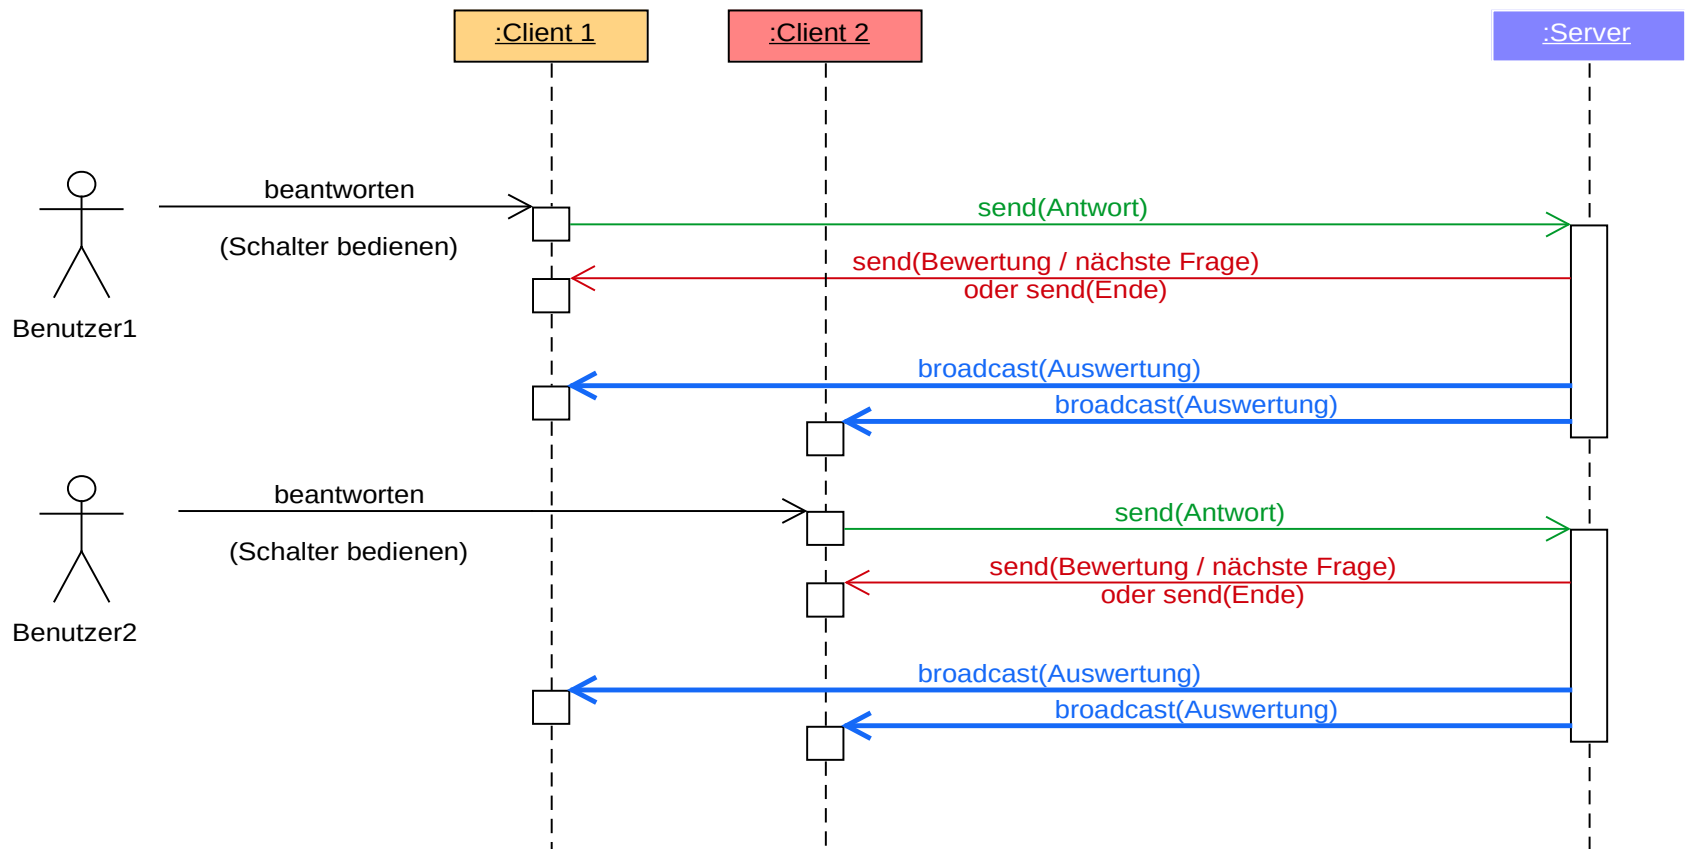 :Client 1
:Client 2
:Server
beantworten
send(Antwort)
(Schalter bedienen)
send(Bewertung / nächste Frage)
oder send(Ende)
Benutzer1
broadcast(Auswertung)
broadcast(Auswertung)
beantworten
send(Antwort)
(Schalter bedienen)
send(Bewertung / nächste Frage)
oder send(Ende)
Benutzer2
broadcast(Auswertung)
broadcast(Auswertung)